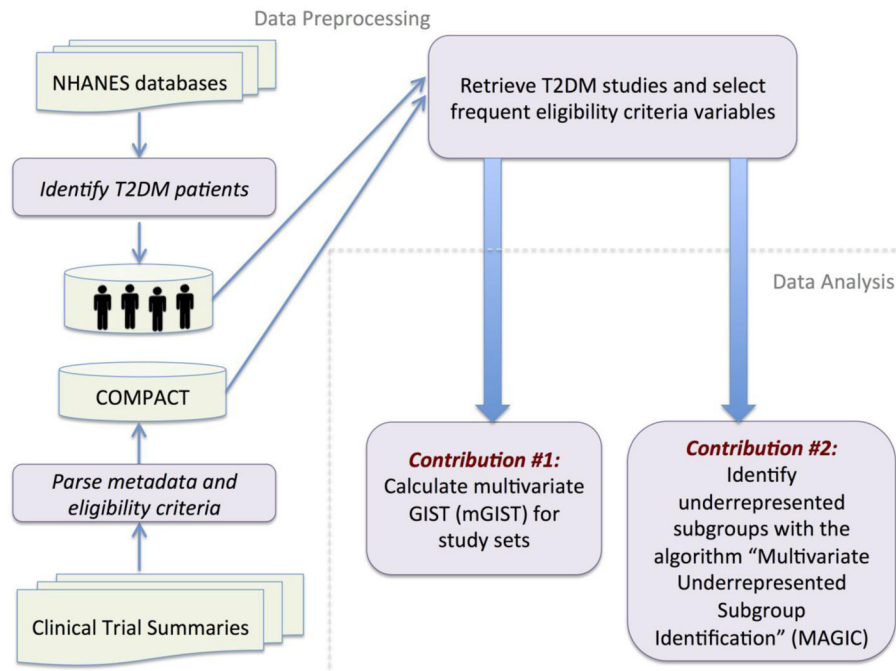 Data Preprocessing
NHANES databases
Identify T2DM patients
COMPACT
Parse metadata and
eligibility criteria
Clinical Trial Summaries
Retrieve T2DM studies and select
frequent eligibility criteria variables
Data Analysis
Contribution #1:
Calculate multivariate
GIST (mGIST) for
study sets
Contribution #2:
Identify
underrepresented
subgroups with the
algorithm “Multivariate
Underrepresented
Subgroup
Identification” (MAGIC)